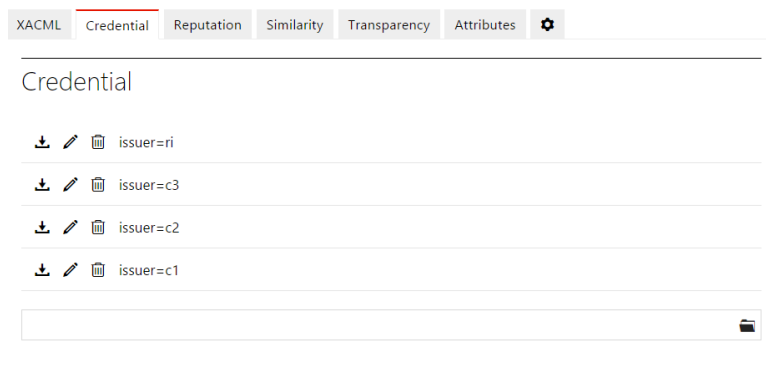 XACML Credential Reputation Similarity Transparency Attributes
Credential
issuer=ri
issuer=c3
issuer=c2
issuer=c1